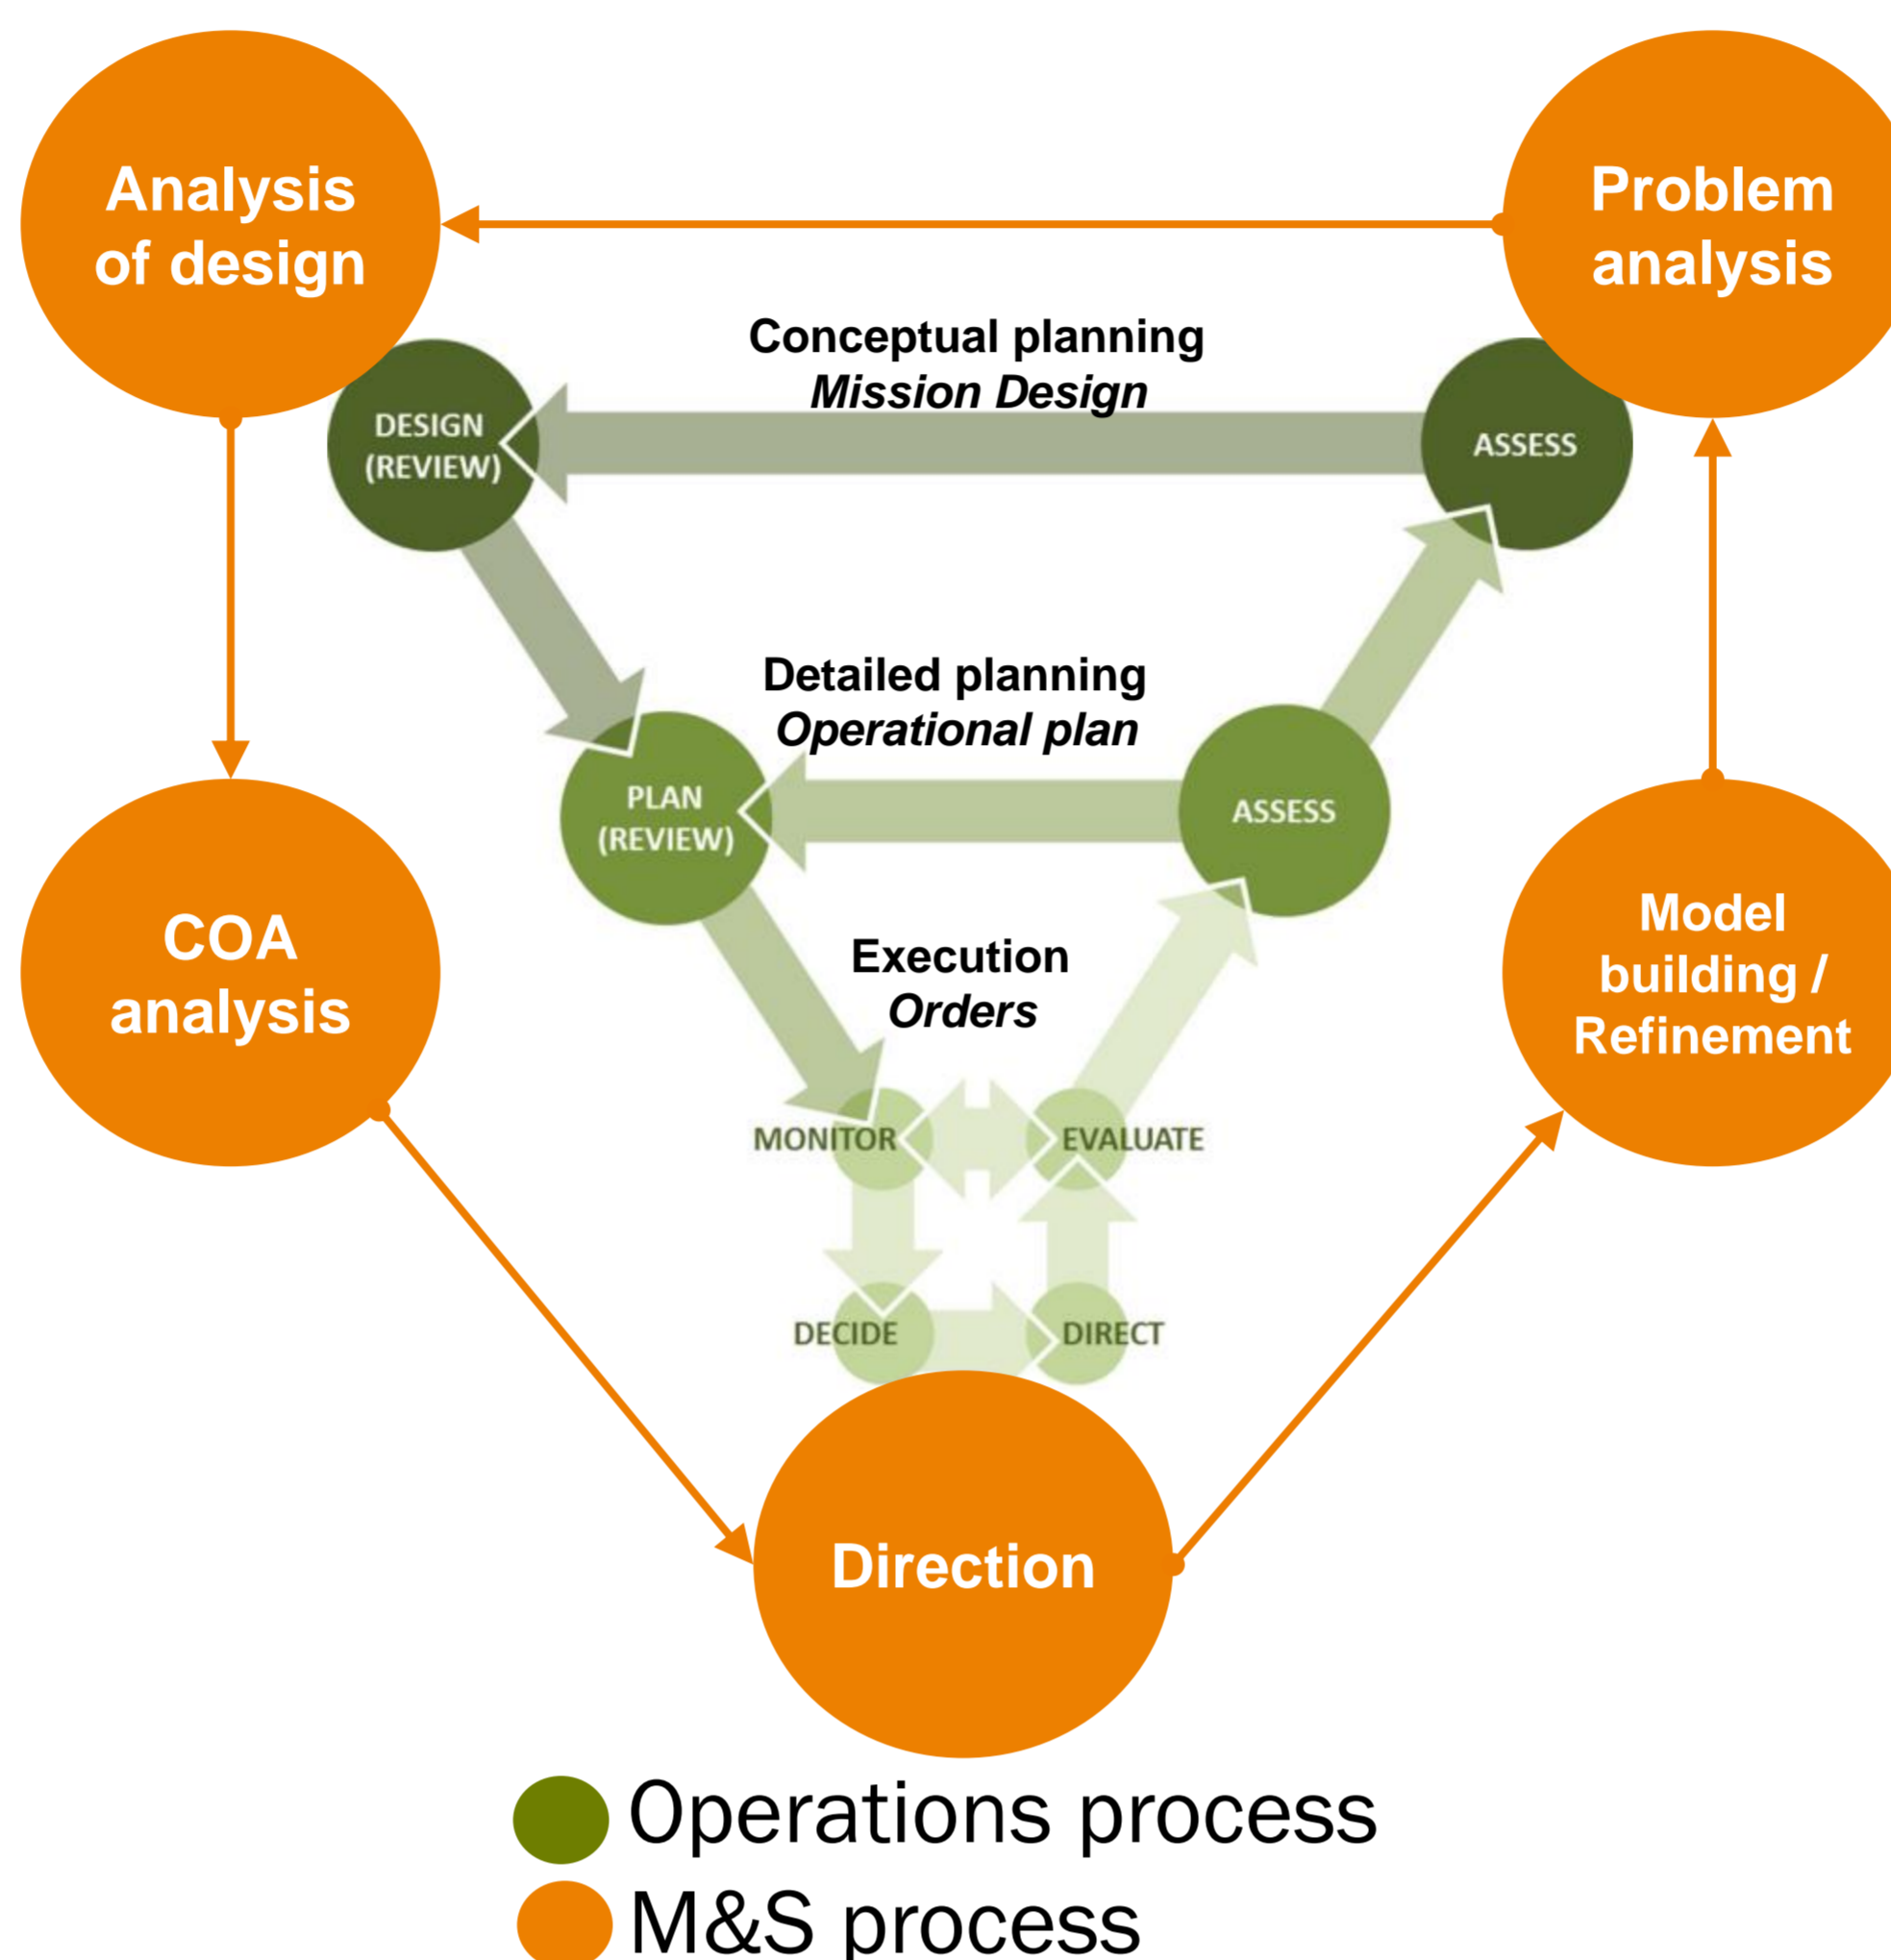 Analysis
of design
Problem
analysis
Conceptual planning
Mission Design
DESIGN
(REVIEW)
ASSESS
Detailed planning
Operational plan
PLAN
(REVIEW)
ASSESS
COA
analysis
Execution
Orders
Model
building /
Refinement
MONITOR
EVALUATE
DECIDE
DIRECT
Direction
Operations process
M&S process